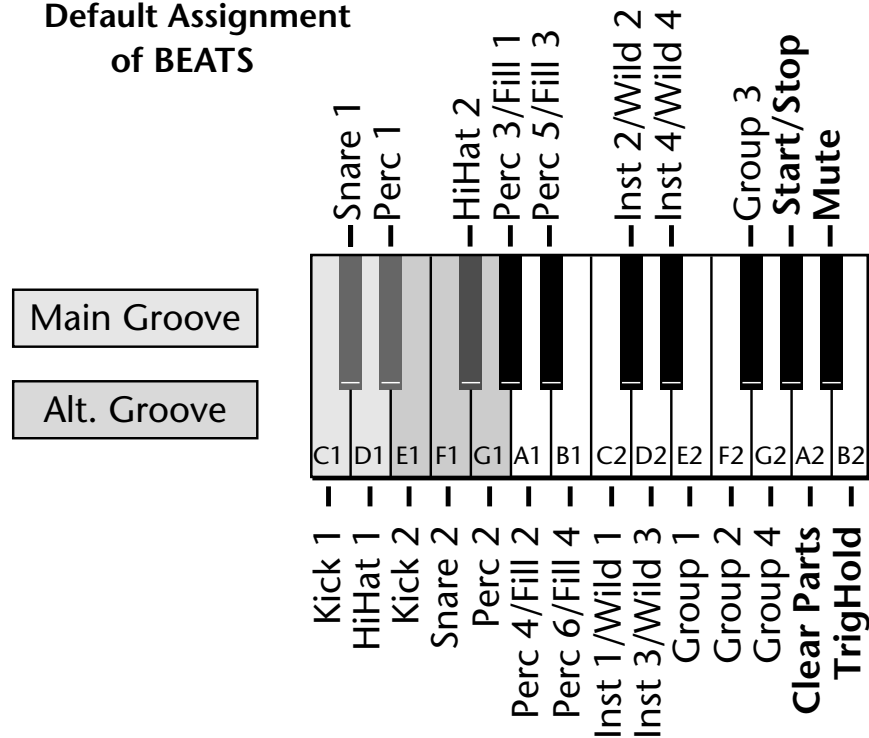 Default Assignment
of BEATS
Snare 1
Perc 1
HiHat 2
Perc 3/Fill 1
Perc 5/Fill 3
Inst 2/Wild 2
Inst 4/Wild 4
Group 3
Start/Stop
Mute
Main Groove
Alt. Groove
C1 D1 E1 F1 G1 A1 B1 C2 D2 E2 F2 G2 A2 B2
Kick 1
HiHat 1
Kick 2
Snare 2
Perc 2
Perc 4/Fill 2
Perc 6/Fill 4
Inst 1/Wild 1
Inst 3/Wild 3
Group 1
Group 2
Group 4
Clear Parts
TrigHold